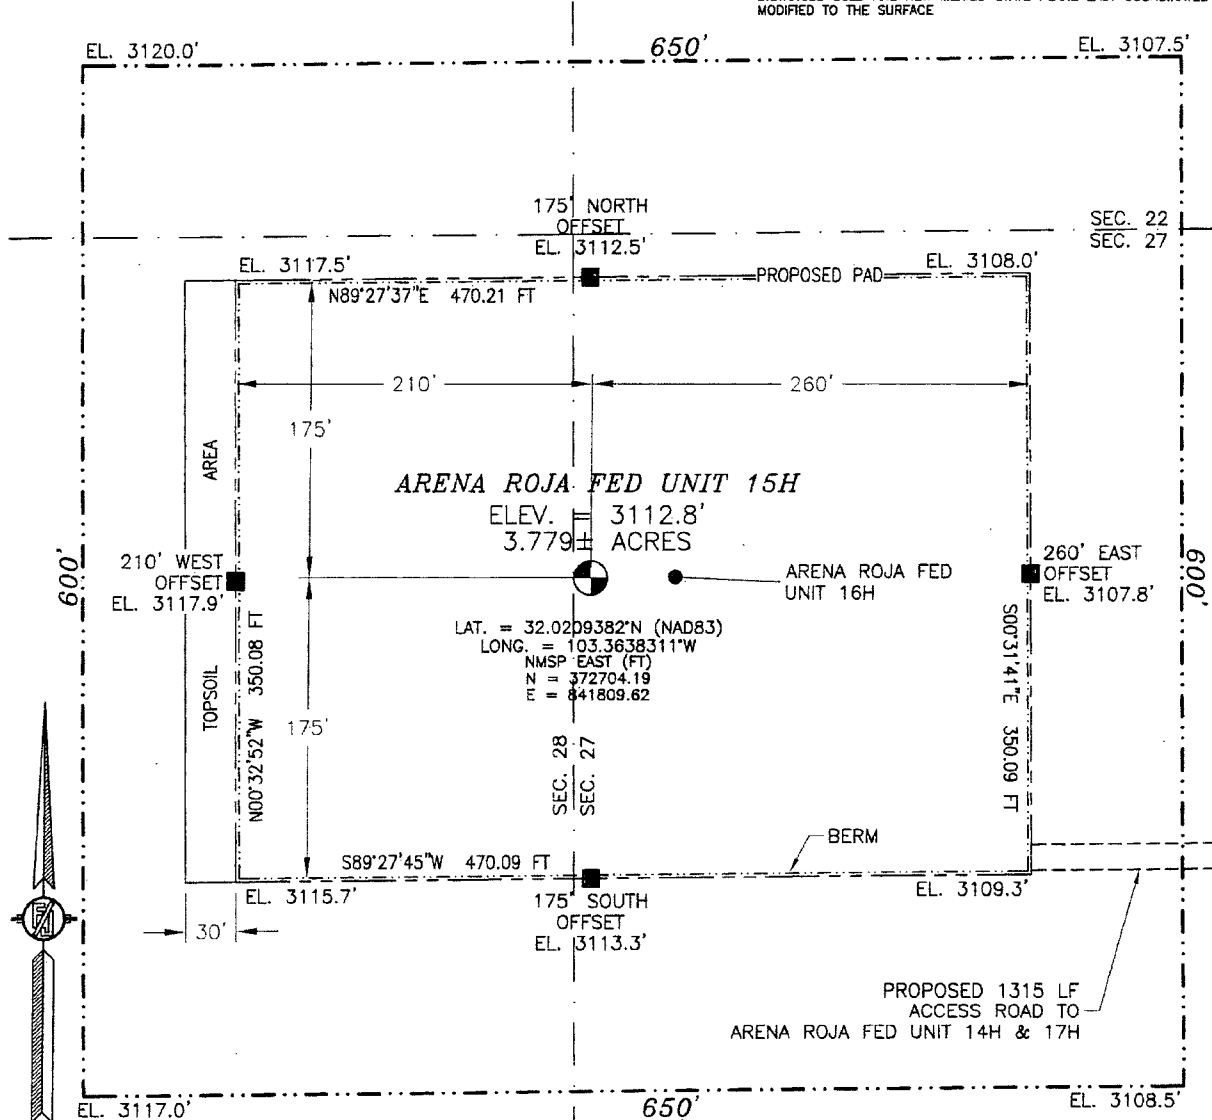 MODIFIED TO THE SURFACE
EL. 3120.0'
650'
EL. 3107.5'
175' NORTH
OFFSET
EL. 3112.5'
SEC. 22
SEC. 27
EL. 3117.5'
PROPOSED PAD
EL. 3108.0'
N89°27'37"E 470.21 FT
210'
260'
175'
AREA
ARENA ROJA FED UNIT 15H
ELEV. = 3112.8'
3.779± ACRES
600'
210' WEST
OFFSET
EL. 3117.9'
ARENA ROJA FED
UNIT 16H
260' EAST
OFFSET
EL. 3107.8'
600'
LAT. = 32.0209382°N (NAD83)
LONG. = 103.3638311°W
NMSP EAST (FT)
N = 372704.19
E = 841809.62
N00°32'52"W 350.08 FT
S00°31'41"E 350.09 FT
TOPSOIL
175'
SEC. 28
SEC. 27
BERM
S89°27'45"W 470.09 FT
EL. 3115.7'
EL. 3109.3'
175' SOUTH
OFFSET
EL. 3113.3'
30'
PROPOSED 1315 LF
ACCESS ROAD TO
ARENA ROJA FED UNIT 14H & 17H
EL. 3117.0'
650'
EL. 3108.5'